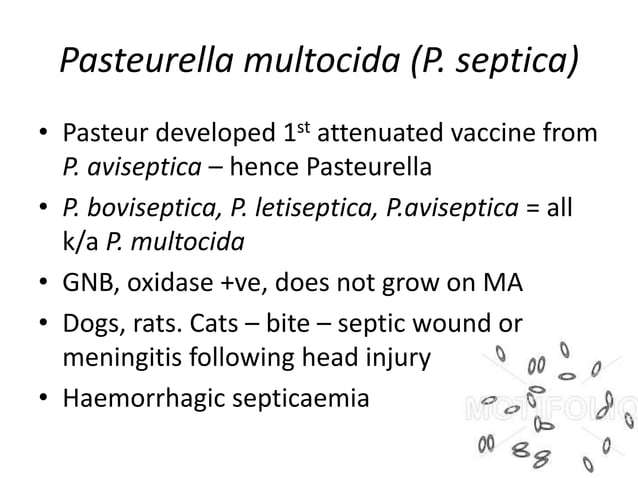 Pasteurella multocida (P. septica)
• Pasteur developed 1st attenuated vaccine from
P. aviseptica – hence Pasteurella
• P. boviseptica, P. letiseptica, P.aviseptica = all
k/a P. multocida
• GNB, oxidase +ve, does not grow on MA
• Dogs, rats. Cats – bite – septic wound or
meningitis following head injury
• Haemorrhagic septicaemia
MOTIFOLIO